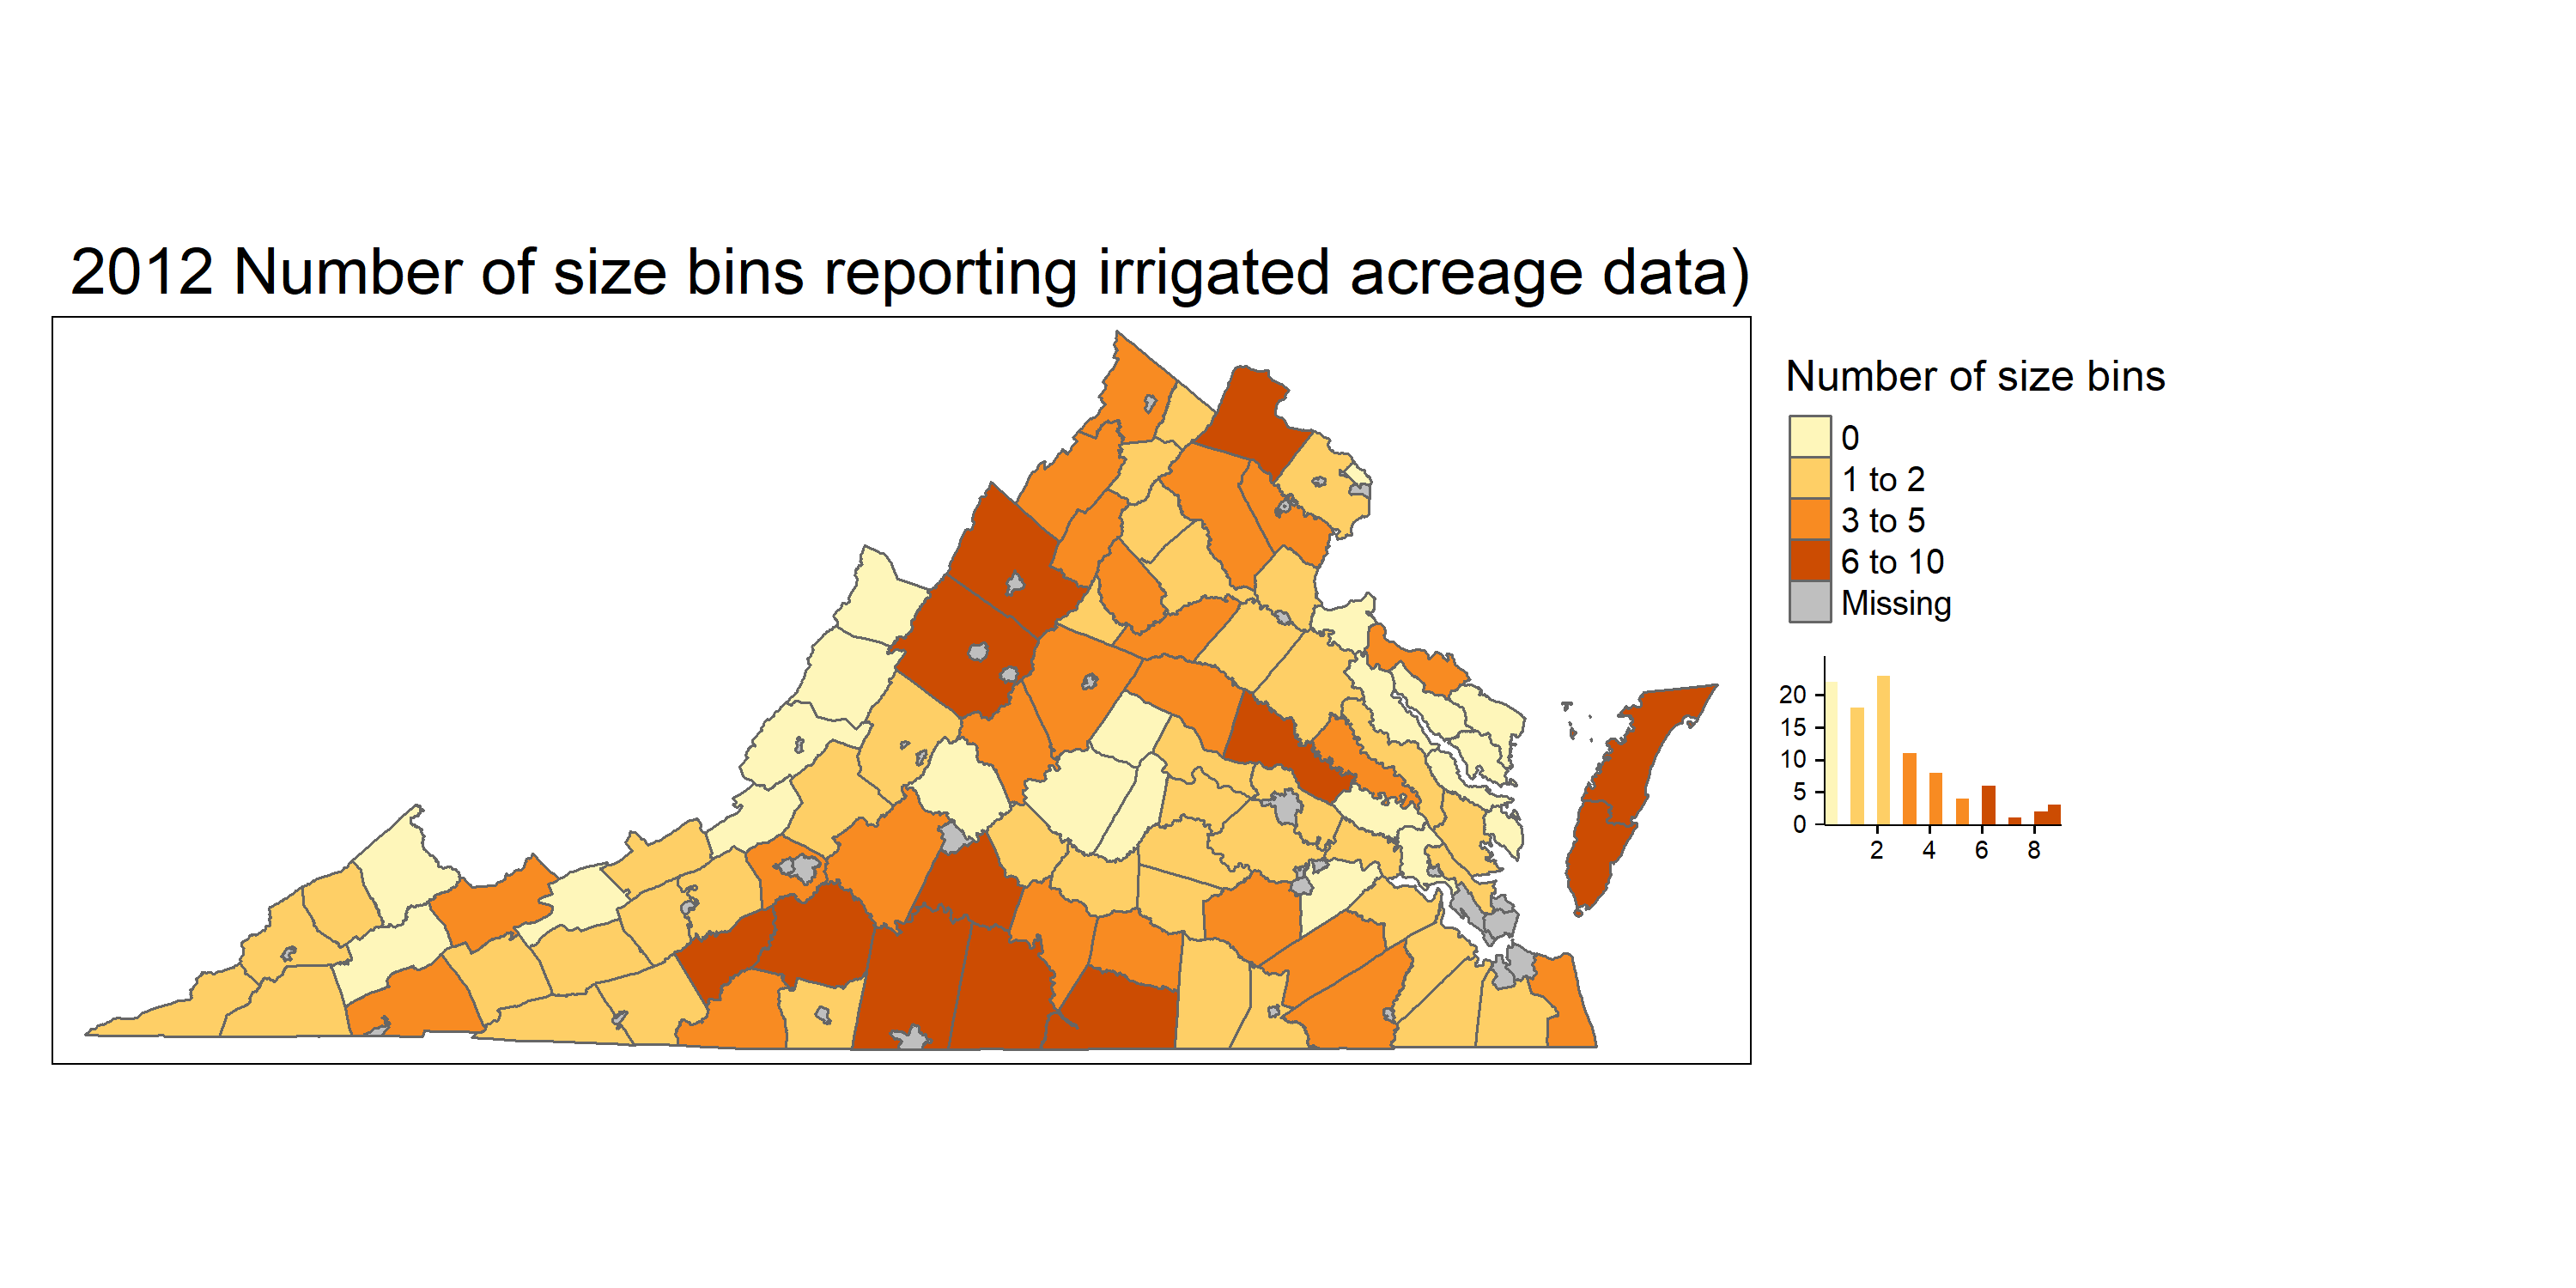 2012 Number of size bins reporting irrigated acreage data)
Number of size bins
0
1 to 2
3 to 5
6 to 10
Missing
20
15
10
5
0
2 4 6 8